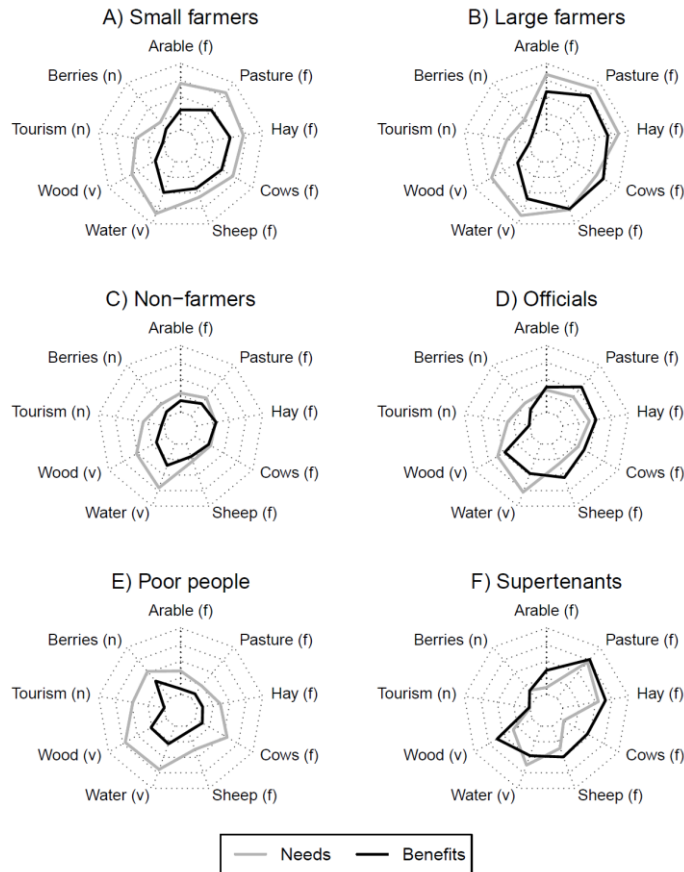 A) Small farmers
Arable (f)
Berries (n)
Pasture (f)
Tourism (n)
Hay (f)
Wood (v)
Cows (f)
Water (v)
Sheep (f)
B) Large farmers
Arable (f)
Berries (n)
Pasture (f)
Tourism (n)
Hay (f)
Wood (v)
Cows (f)
Water (v)
Sheep (f)
C) Non−farmers
Arable (f)
Berries (n)
Pasture (f)
Tourism (n)
Hay (f)
Wood (v)
Cows (f)
Water (v)
Sheep (f)
D) Officials
Arable (f)
Berries (n)
Pasture (f)
Tourism (n)
Hay (f)
Wood (v)
Cows (f)
Water (v)
Sheep (f)
E) Poor people
Arable (f)
Berries (n)
Pasture (f)
Tourism (n)
Hay (f)
Wood (v)
Cows (f)
Water (v)
Sheep (f)
F) Supertenants
Arable (f)
Berries (n)
Pasture (f)
Tourism (n)
Hay (f)
Wood (v)
Cows (f)
Water (v)
Sheep (f)
Needs
Benefits